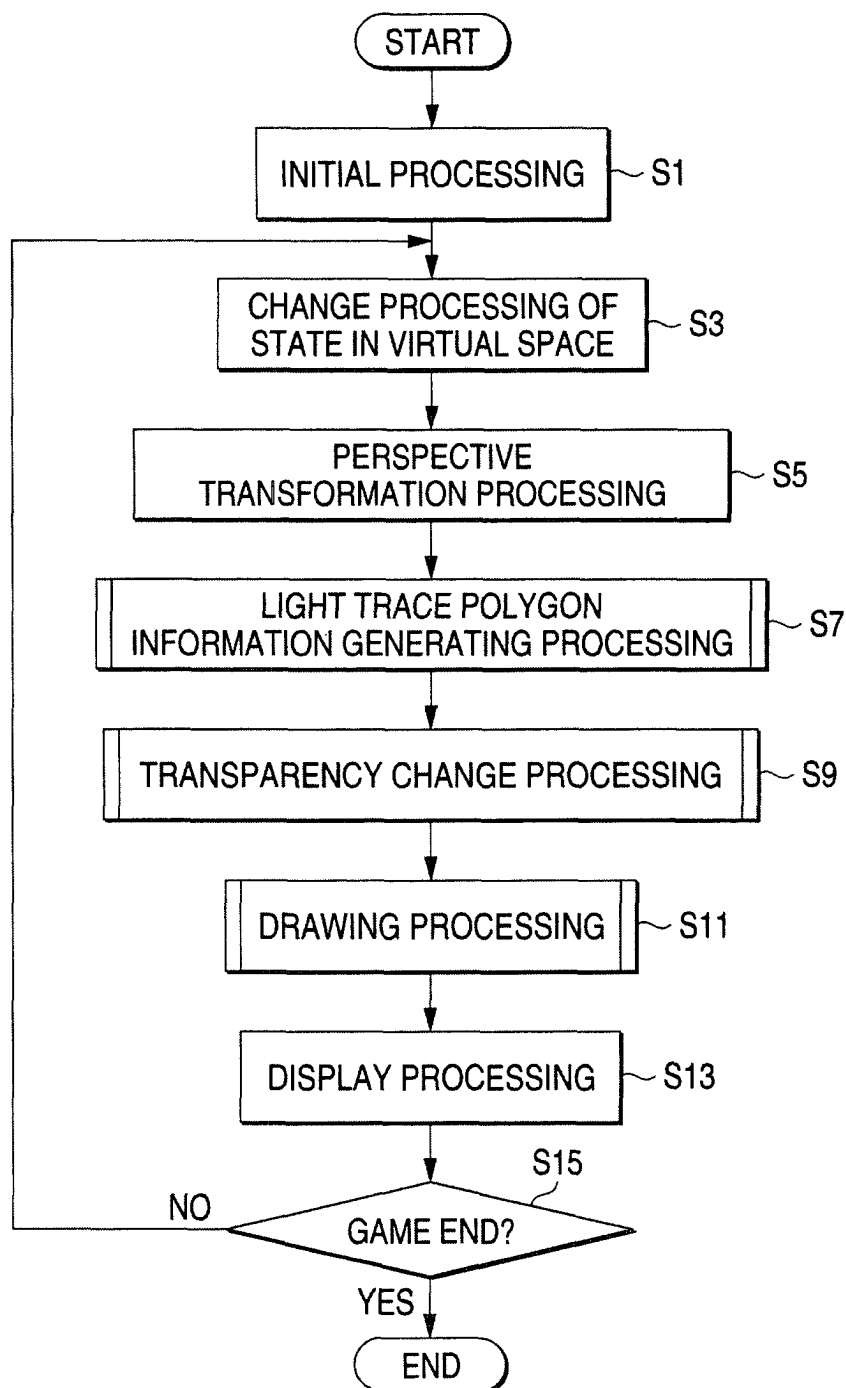 START
INITIAL PROCESSING
S1
CHANGE PROCESSING OF
STATE IN VIRTUAL SPACE
S3
PERSPECTIVE
TRANSFORMATION PROCESSING
S5
LIGHT TRACE POLYGON
INFORMATION GENERATING PROCESSING
S7
TRANSPARENCY CHANGE PROCESSING
S9
DRAWING PROCESSING
S11
DISPLAY PROCESSING
S13
S15
NO
GAME END?
YES
END